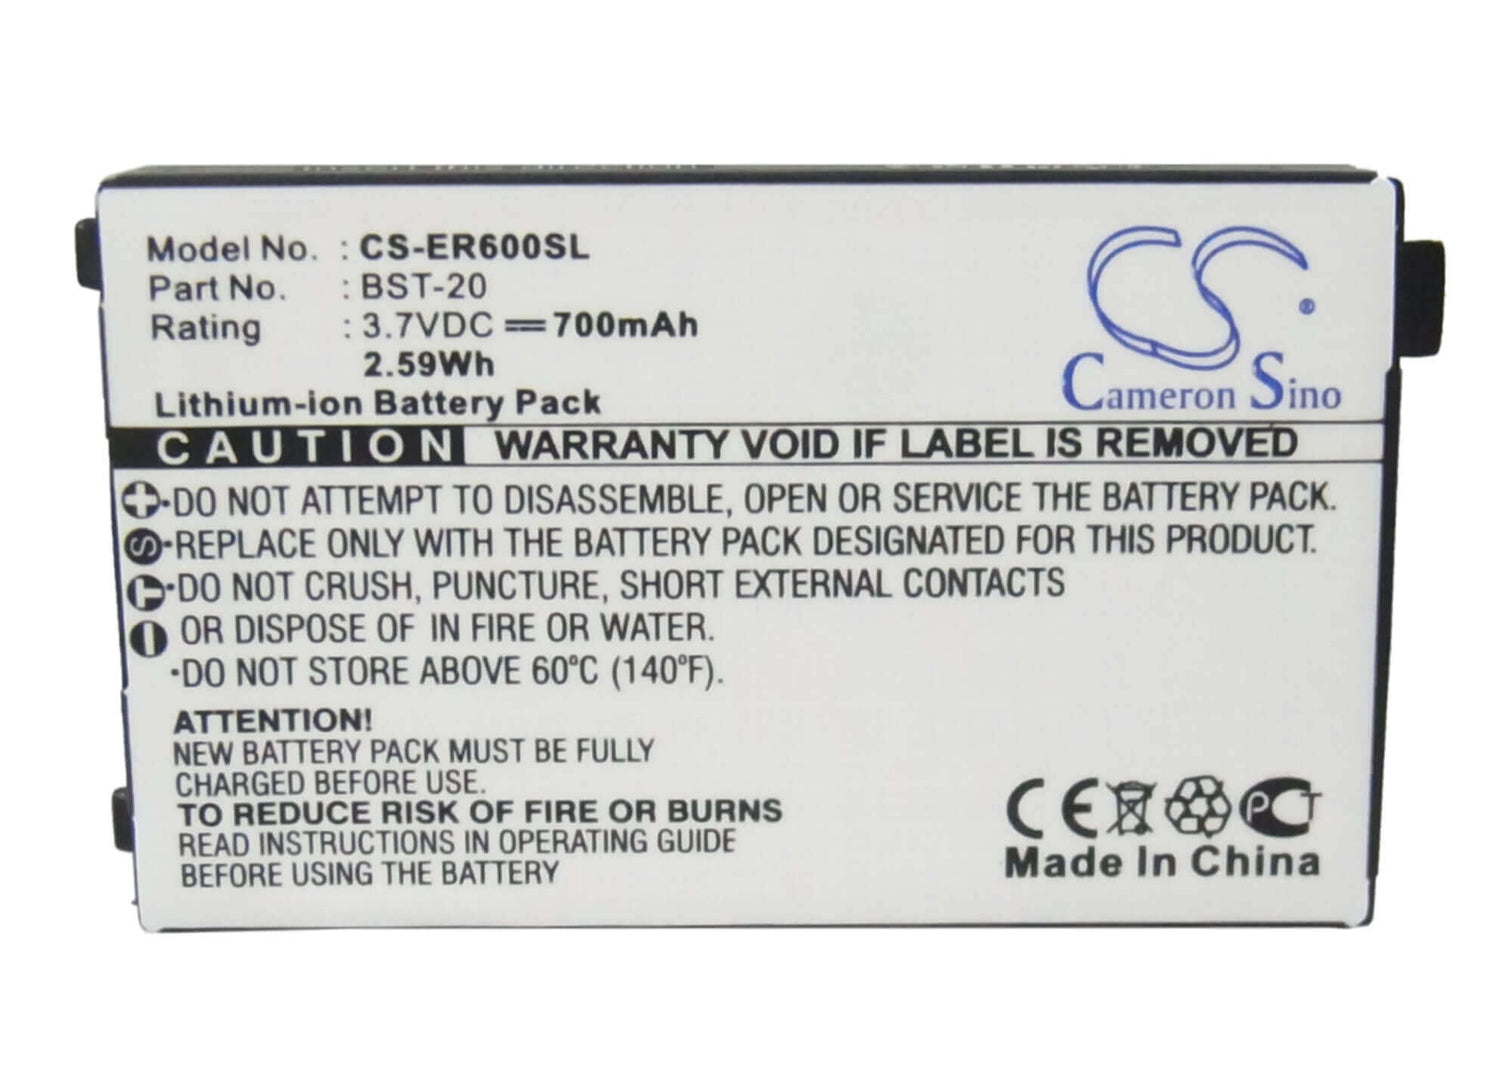 Model No. : CS-ER600SL
Part No. : BST-20
Rating : 3.7VDC 700mAh
2.59Wh
Lithium-ion Battery Pack
CS ®
Cameron Sino
CAUTION WARRANTY VOID IF LABEL IS REMOVED
·DO NOT ATTEMPT TO DISASSEMBLE, OPEN OR SERVICE THE BATTERY PACK.
·REPLACE ONLY WITH THE BATTERY PACK DESIGNATED FOR THIS PRODUCT.
·DO NOT CRUSH, PUNCTURE, SHORT EXTERNAL CONTACTS
OR DISPOSE OF IN FIRE OR WATER.
·DO NOT STORE ABOVE 60°C (140°F).
+
S
T
ATTENTION!
NEW BATTERY PACK MUST BE FULLY
CHARGED BEFORE USE.
TO REDUCE RISK OF FIRE OR BURNS
READ INSTRUCTIONS IN OPERATING GUIDE
BEFORE USING THE BATTERY
CE PCT
Made In China